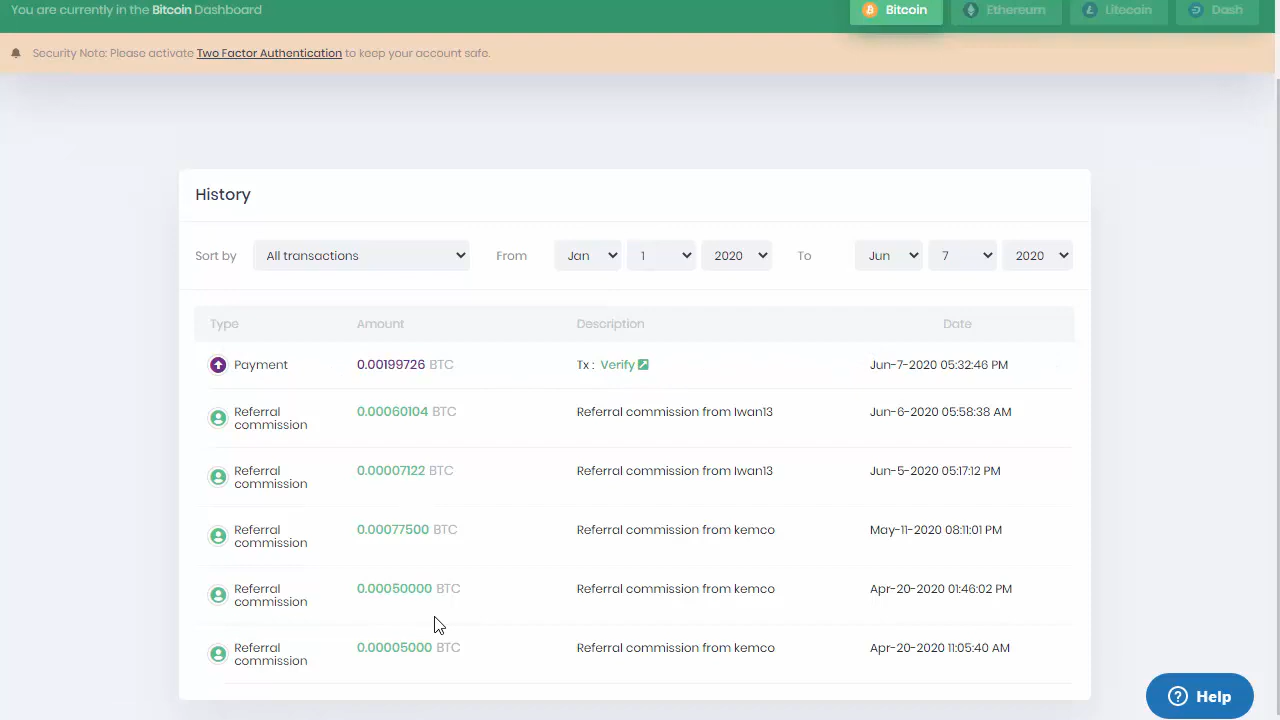 You are currently in the Bitcoin Dashboard
Bitcoin Ethereum Litecoin Dash
Security Note: Please activate Two Factor Authentication to keep your account safe.
History
Sort by All transactions From Jan 1 2020 To Jun 7 2020
Type Amount Description Date
Payment 0.00199726 BTC Tx : Verify Jun-7-2020 05:32:46 PM
Referral commission 0.00060104 BTC Referral commission from Iwan13 Jun-6-2020 05:58:38 AM
Referral commission 0.00007122 BTC Referral commission from Iwan13 Jun-5-2020 05:17:12 PM
Referral commission 0.00077500 BTC Referral commission from kemco May-11-2020 08:11:01 PM
Referral commission 0.00050000 BTC Referral commission from kemco Apr-20-2020 01:46:02 PM
Referral commission 0.00005000 BTC Referral commission from kemco Apr-20-2020 11:05:40 AM
Help